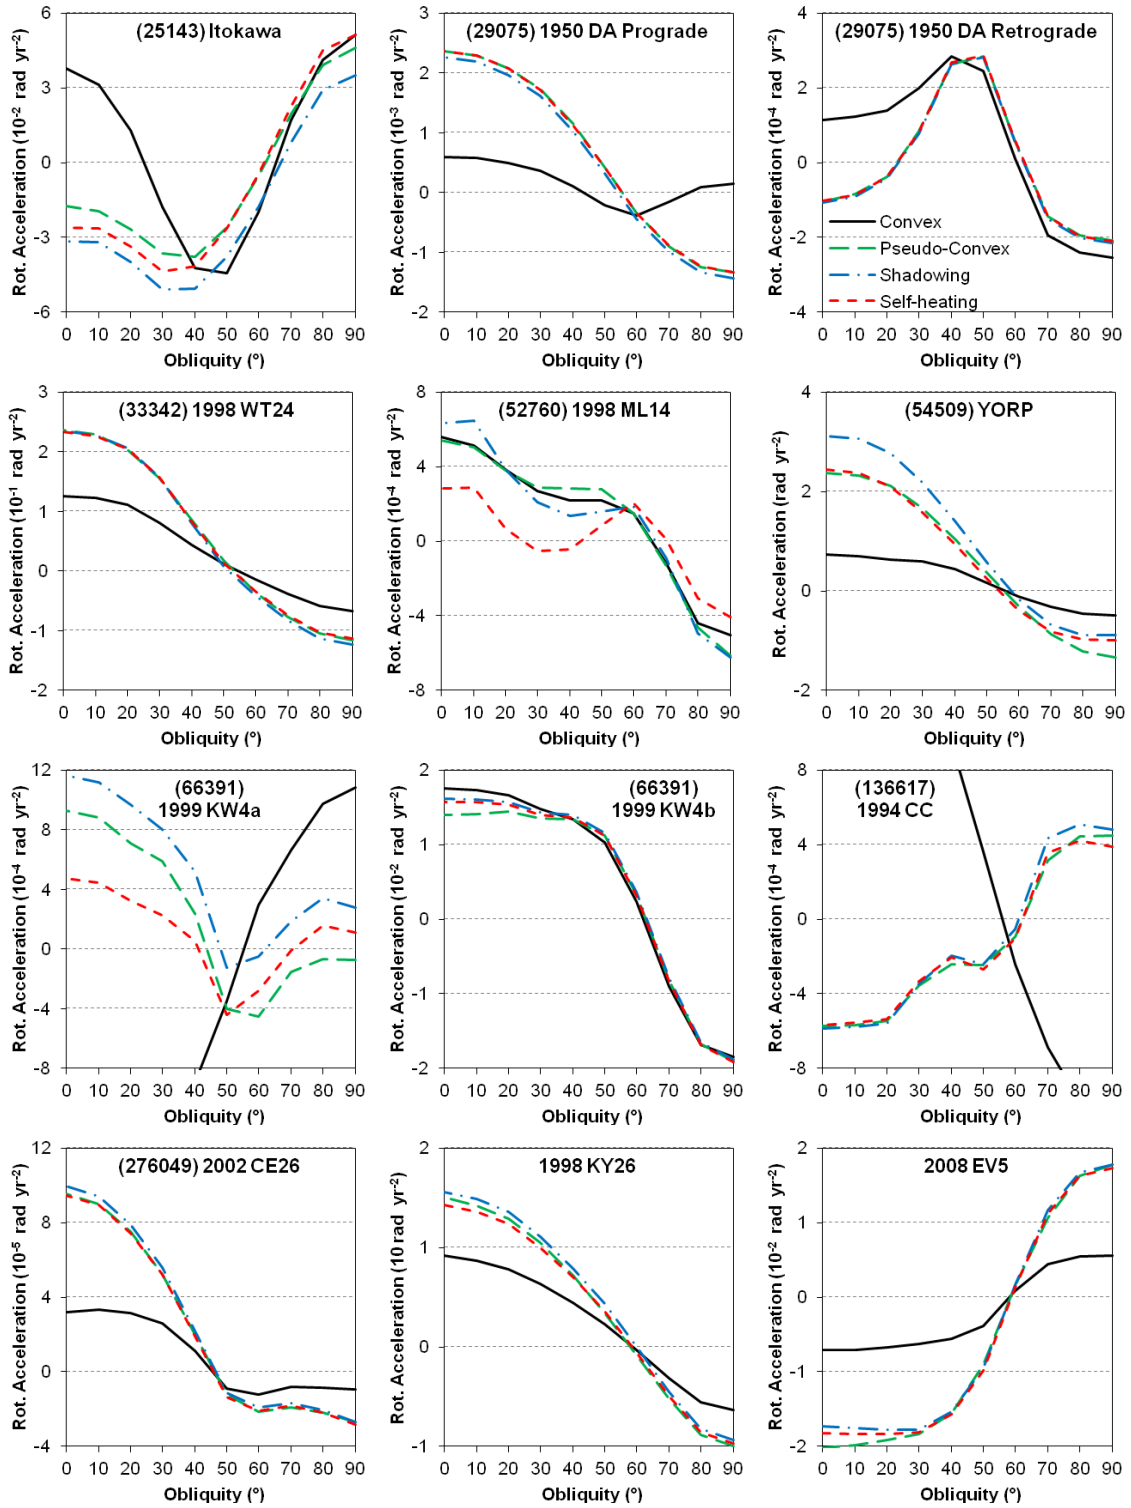 (25143) Itokawa
Rot. Acceleration (10⁻² rad yr⁻²)
6
3
0
-3
-6
0 10 20 30 40 50 60 70 80 90
Obliquity (°)
(29075) 1950 DA Prograde
Rot. Acceleration (10⁻³ rad yr⁻²)
3
2
1
0
-1
-2
0 10 20 30 40 50 60 70 80 90
Obliquity (°)
(29075) 1950 DA Retrograde
Rot. Acceleration (10⁻⁴ rad yr⁻²)
4
2
0
-2
-4
Convex
Pseudo-Convex
Shadowing
Self-heating
0 10 20 30 40 50 60 70 80 90
Obliquity (°)
(33342) 1998 WT24
Rot. Acceleration (10⁻¹ rad yr⁻²)
3
2
1
0
-1
-2
0 10 20 30 40 50 60 70 80 90
Obliquity (°)
(52760) 1998 ML14
Rot. Acceleration (10⁻⁴ rad yr⁻²)
8
4
0
-4
-8
0 10 20 30 40 50 60 70 80 90
Obliquity (°)
(54509) YORP
Rot. Acceleration (rad yr⁻²)
4
2
0
-2
0 10 20 30 40 50 60 70 80 90
Obliquity (°)
(66391)
1999 KW4a
Rot. Acceleration (10⁻⁴ rad yr⁻²)
12
8
4
0
-4
-8
0 10 20 30 40 50 60 70 80 90
Obliquity (°)
(66391)
1999 KW4b
Rot. Acceleration (10⁻² rad yr⁻²)
2
1
0
-1
-2
0 10 20 30 40 50 60 70 80 90
Obliquity (°)
(136617)
1994 CC
Rot. Acceleration (10⁻⁴ rad yr⁻²)
8
4
0
-4
-8
0 10 20 30 40 50 60 70 80 90
Obliquity (°)
(276049) 2002 CE26
Rot. Acceleration (10⁻⁵ rad yr⁻²)
12
8
4
0
-4
0 10 20 30 40 50 60 70 80 90
Obliquity (°)
1998 KY26
Rot. Acceleration (10 rad yr⁻²)
2
1
0
-1
0 10 20 30 40 50 60 70 80 90
Obliquity (°)
2008 EV5
Rot. Acceleration (10⁻² rad yr⁻²)
2
1
0
-1
-2
0 10 20 30 40 50 60 70 80 90
Obliquity (°)